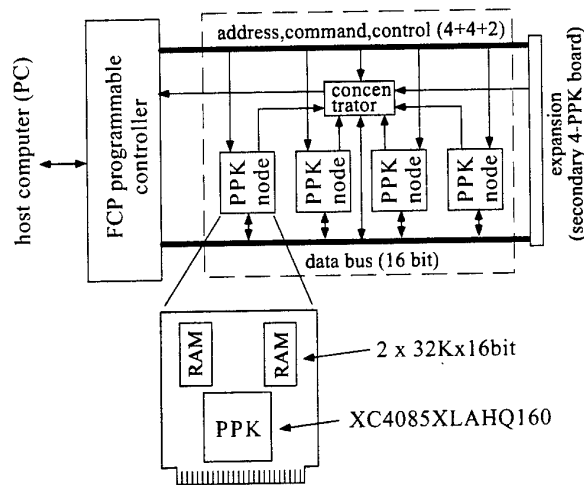 address,command,control (4+4+2)
host computer (PC)
FCP programmable
controller
concen
trator
PPK
node
PPK
node
PPK
node
PPK
node
expansion
(secondary 4-PPK board)
data bus (16 bit)
RAM
RAM
2 x 32Kx16bit
PPK
XC4085XLAHQ160